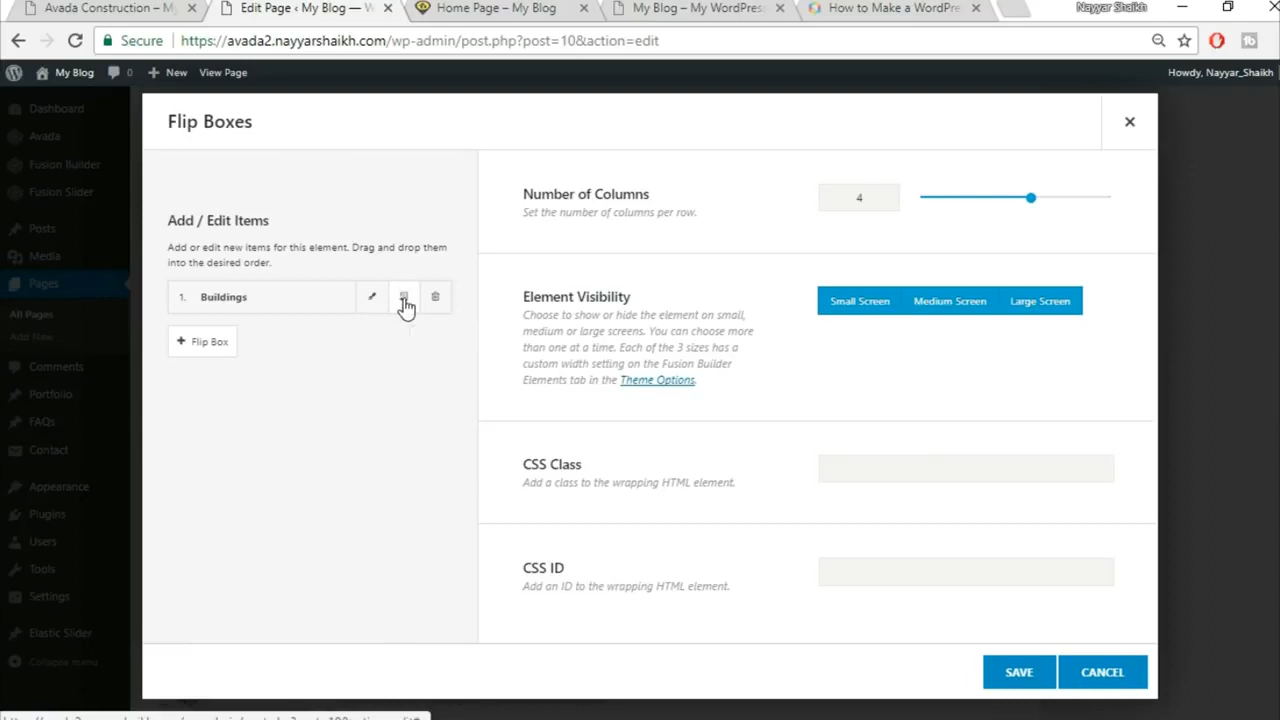 Avada Construction – My
Edit Page ‹ My Blog — W
Home Page – My Blog
My Blog – My WordPress
How to Make a WordPre
Nayyar Shaikh
Secure
https://avada2.nayyarshaikh.com/wp-admin/post.php?post=10&action=edit
My Blog
0
New
View Page
Howdy, Nayyar_Shaikh
Dashboard
Avada
Fusion Builder
Fusion Slider
Posts
Media
Pages
All Pages
Add New
Comments
Portfolio
FAQs
Contact
Appearance
Plugins
Users
Tools
Settings
Elastic Slider
Collapse menu
Flip Boxes
Add / Edit Items
Add or edit new items for this element. Drag and drop them
into the desired order.
1. Buildings
+ Flip Box
Number of Columns
Set the number of columns per row.
4
Element Visibility
Choose to show or hide the element on small,
medium or large screens. You can choose more
than one at a time. Each of the 3 sizes has a
custom width setting on the Fusion Builder
Elements tab in the Theme Options.
Small Screen
Medium Screen
Large Screen
CSS Class
Add a class to the wrapping HTML element.
CSS ID
Add an ID to the wrapping HTML element.
SAVE
CANCEL